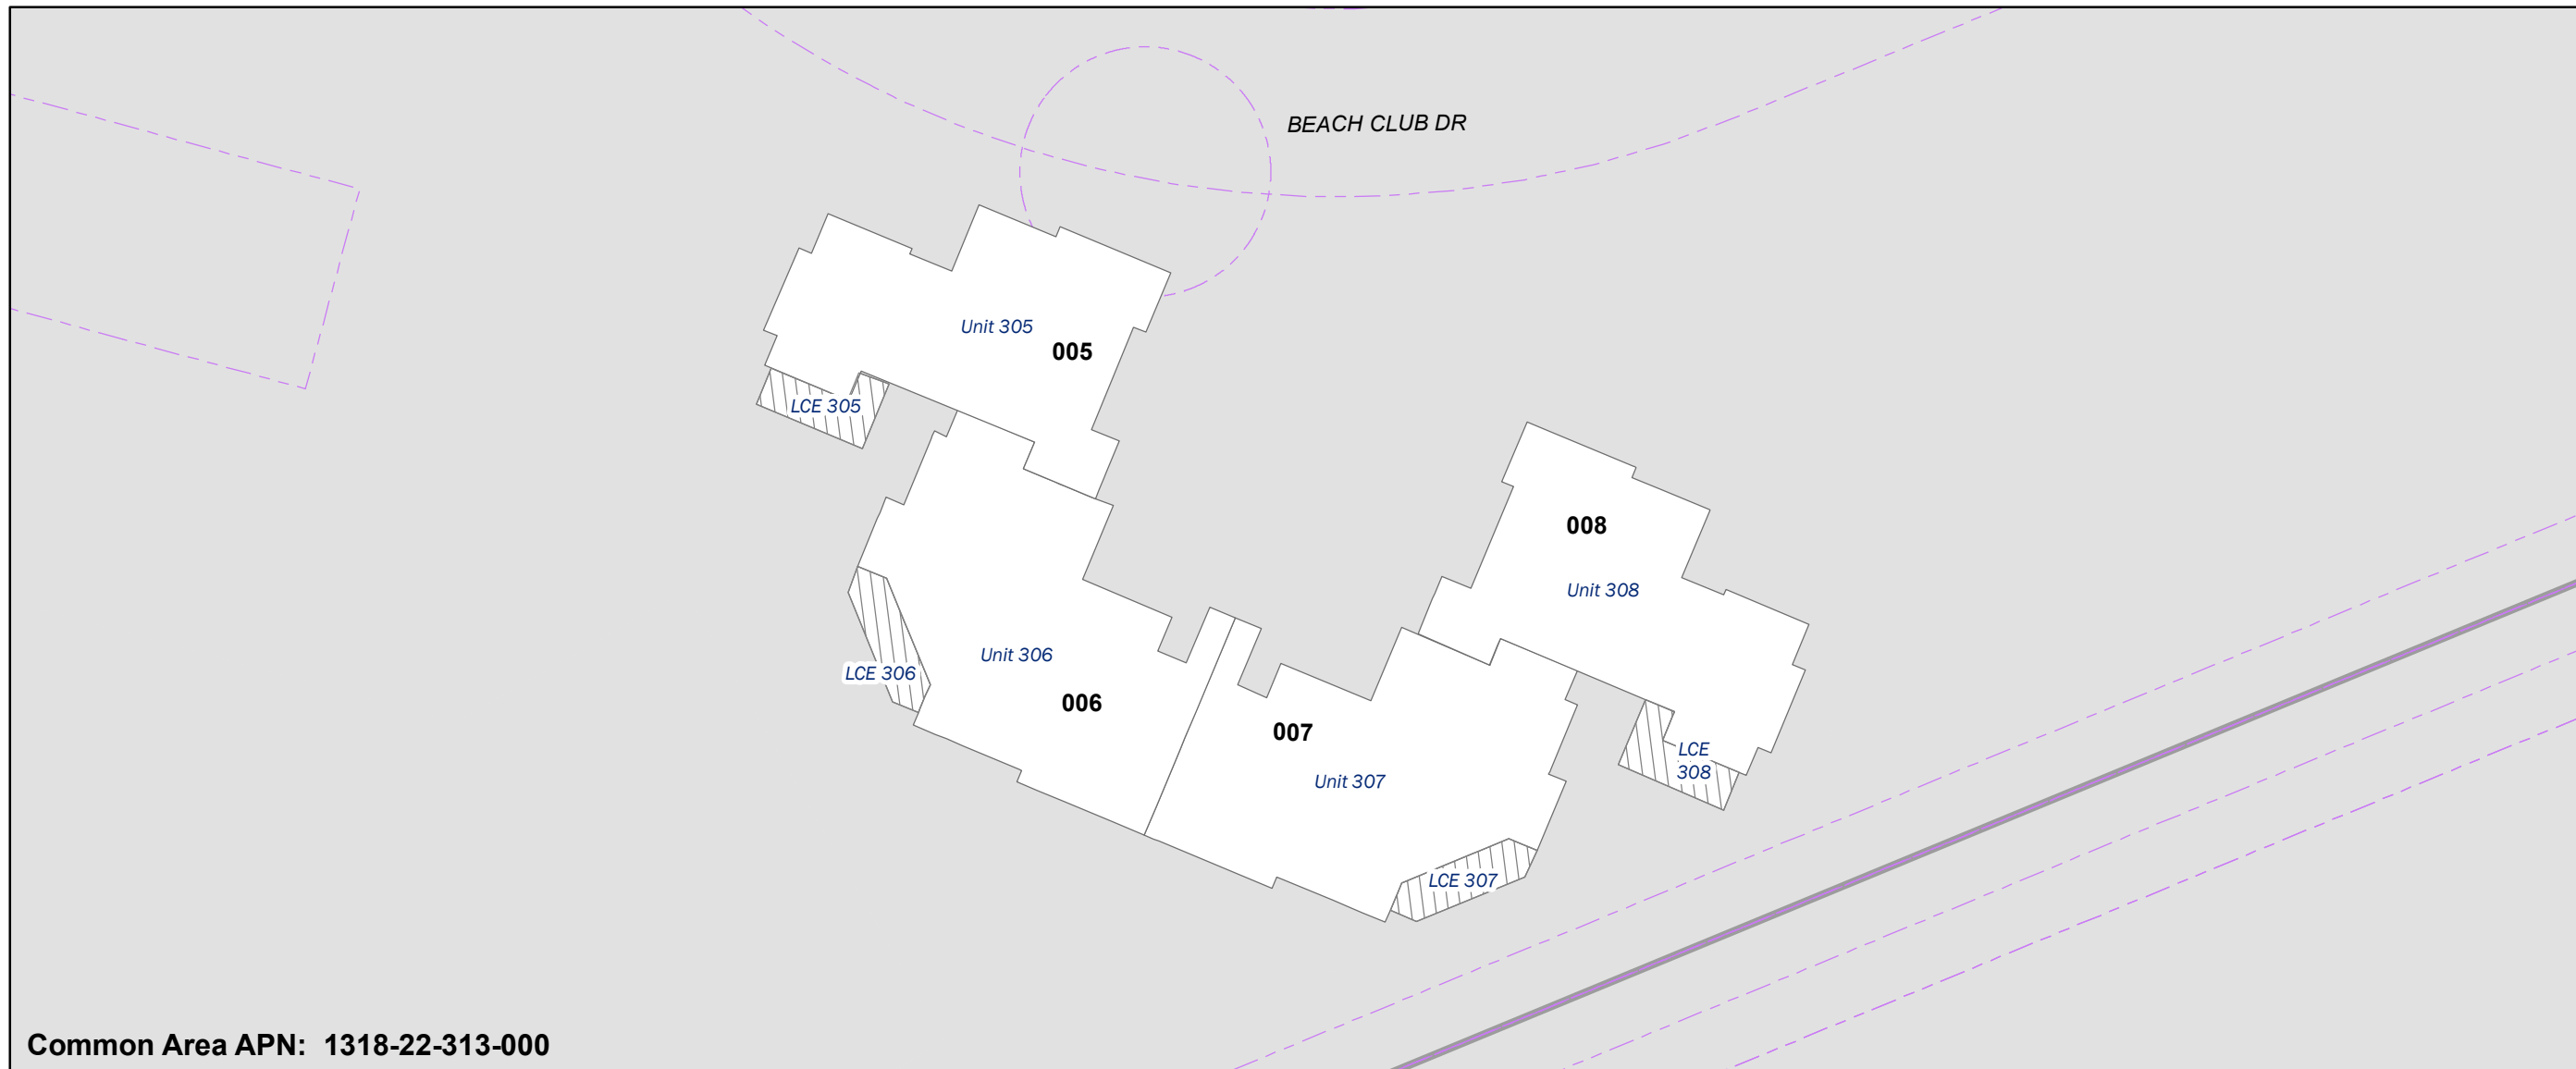 BEACH CLUB DR
Unit 305
005
LCE 305
008
Unit 308
Unit 306
LCE 306
006
007
LCE
308
Unit 307
LCE 307
Common Area APN: 1318-22-313-000